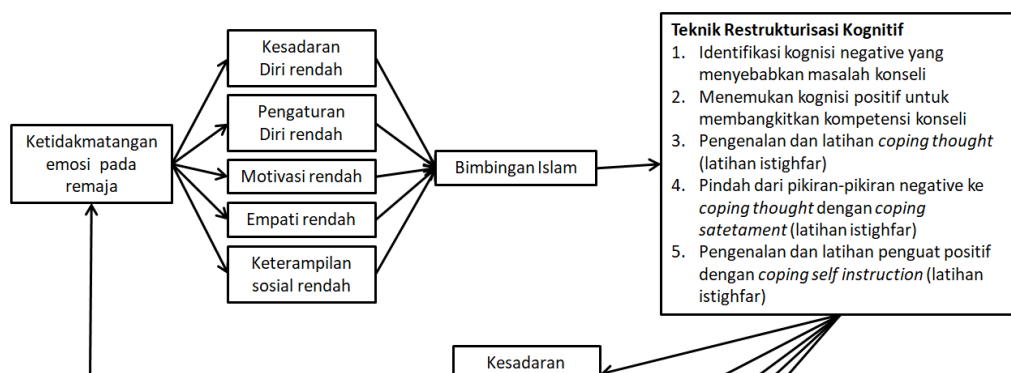 Ketidakmatangan
emosi pada
remaja
Kesadaran
Diri rendah
Pengaturan
Diri rendah
Motivasi rendah
Empati rendah
Keterampilan
sosial rendah
Bimbingan Islam
Teknik Restrukturisasi Kognitif
1. Identifikasi kognisi negative yang
menyebabkan masalah konseli
2. Menemukan kognisi positif untuk
membangkitkan kompetensi konseli
3. Pengenalan dan latihan coping thought
(latihan istighfar)
4. Pindah dari pikiran-pikiran negative ke
coping thought dengan coping
satetament (latihan istighfar)
5. Pengenalan dan latihan penguat positif
dengan coping self instruction (latihan
istighfar)
Kesadaran